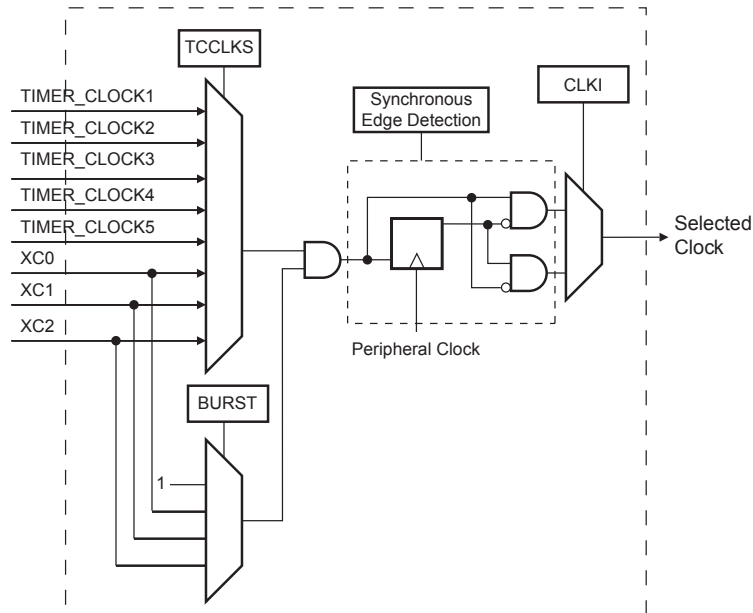 TCCLKS
TIMER_CLOCK1
TIMER_CLOCK2
TIMER_CLOCK3
TIMER_CLOCK4
TIMER_CLOCK5
XC0
XC1
XC2
Synchronous
Edge Detection
CLKI
Selected
Clock
Peripheral Clock
BURST
1